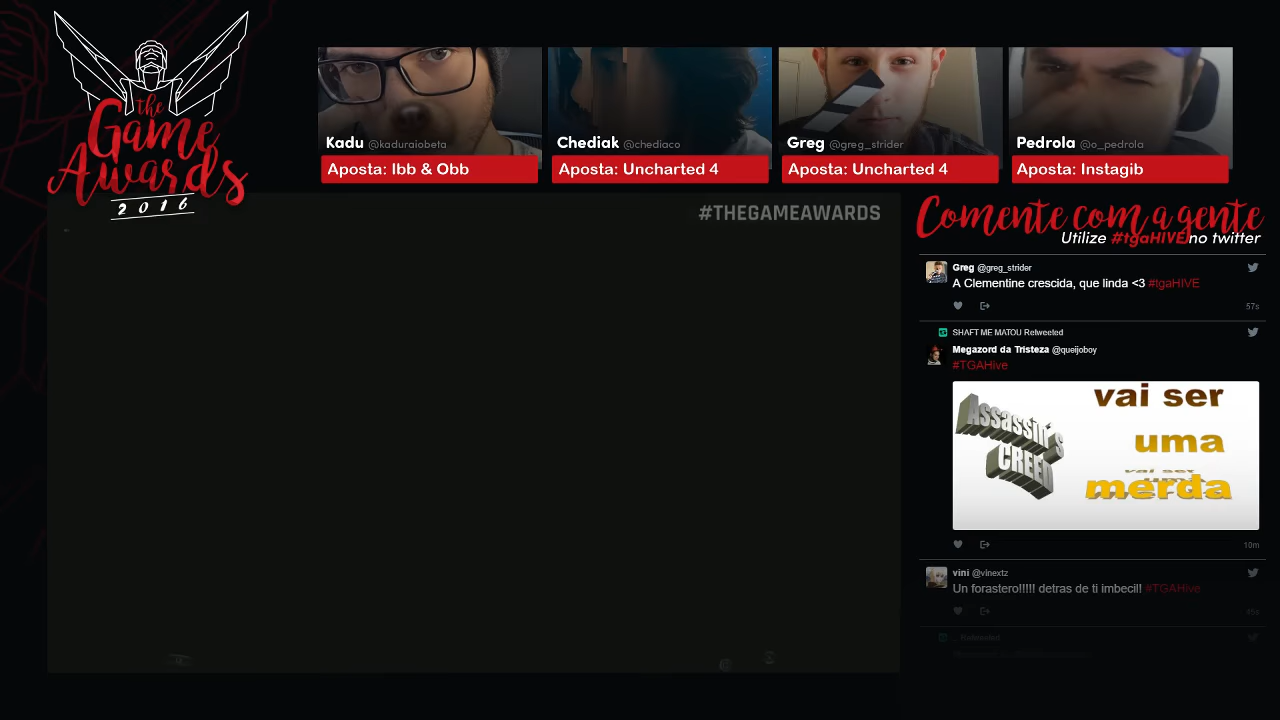 the
Game
Awards
2016
Kadu @kaduraiobeta
Aposta: Ibb & Obb
Chediak @chediaco
Aposta: Uncharted 4
Greg @greg_strider
Aposta: Uncharted 4
Pedrola @o_pedrola
Aposta: Instagib
#THEGAMEAWARDS
Comente com a gente
Utilize #tgaHIVE no twitter
Greg @greg_strider
A Clementine crescida, que linda <3 #tgaHIVE
57s
SHAFT ME MATOU Retweeted
Megazord da Tristeza @queijoboy
#TGAHive
Assassin's
CREED
vai ser
uma
merda
10m
vini @vinextz
Un forastero!!!!! detras de ti imbecil! #TGAHive
45s
Retweeted